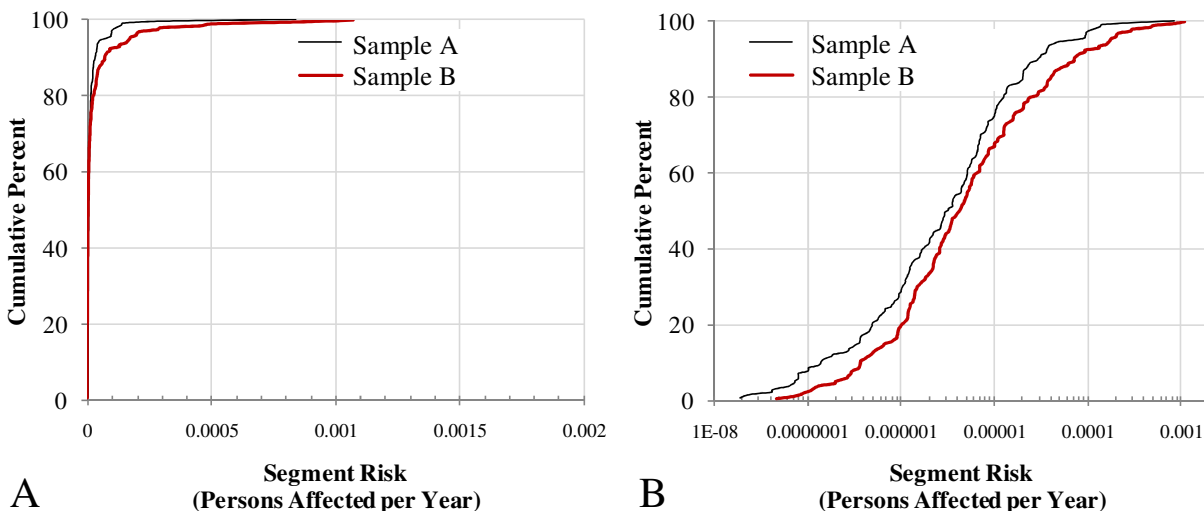 100
80
60
40
20
0
Cumulative Percent
Sample A
Sample B
0 0.0005 0.001 0.0015 0.002
Segment Risk
(Persons Affected per Year)
A
100
80
60
40
20
0
Cumulative Percent
Sample A
Sample B
1E-08 0.0000001 0.000001 0.00001 0.0001 0.001
Segment Risk
(Persons Affected per Year)
B